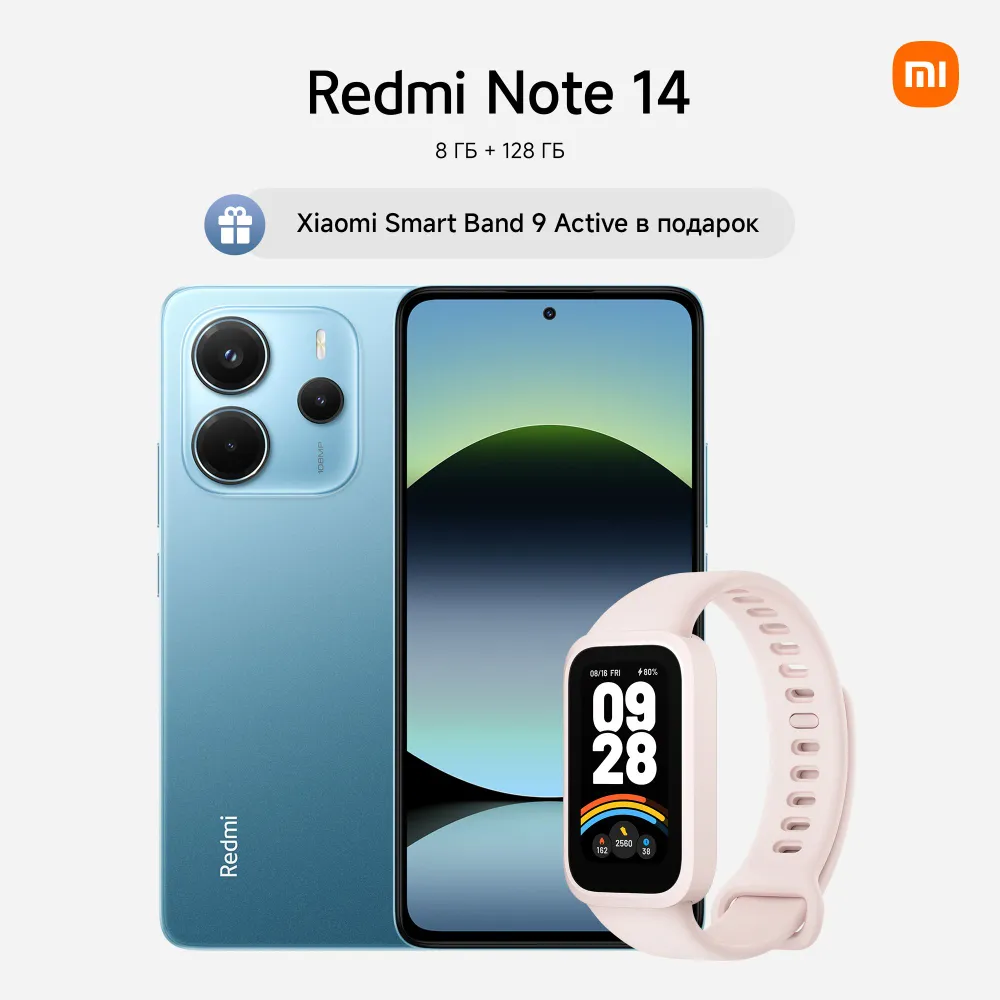 Redmi Note 14
8 ГБ + 128 ГБ
Xiaomi Smart Band 9 Active в подарок
108MP
Redmi
08/16 FRI 80%
09
28
162 2560 38